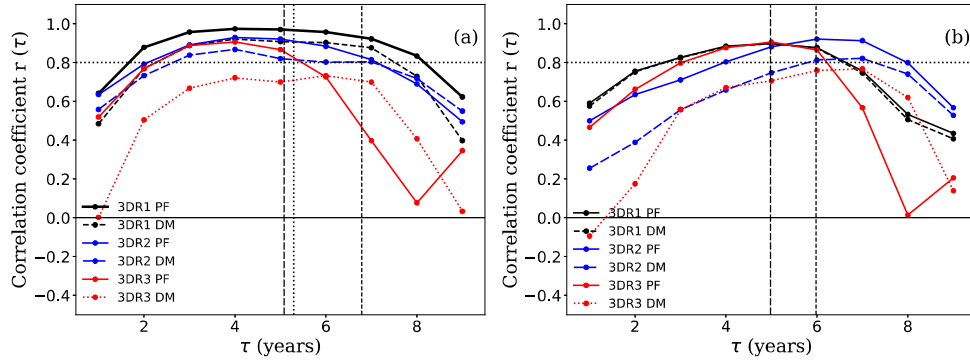 1.0
0.8
0.6
0.4
0.2
0.0
−0.2
−0.4
Correlation coefficient r (τ)
(a)
3DR1 PF
3DR1 DM
3DR2 PF
3DR2 DM
3DR3 PF
3DR3 DM
2 4 6 8
τ (years)
1.0
0.8
0.6
0.4
0.2
0.0
−0.2
−0.4
Correlation coefficient r (τ)
(b)
3DR1 PF
3DR1 DM
3DR2 PF
3DR2 DM
3DR3 PF
3DR3 DM
2 4 6 8
τ (years)